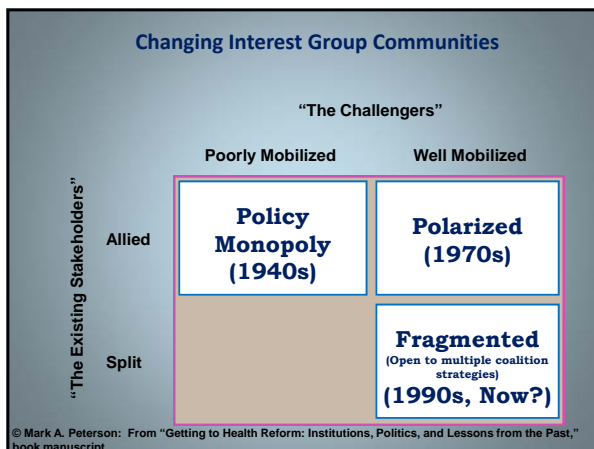 Changing Interest Group Communities
“The Challengers”
Poorly Mobilized Well Mobilized
“The Existing Stakeholders”
Allied
Policy
Monopoly
(1940s)
Polarized
(1970s)
Split
Fragmented
(Open to multiple coalition
strategies)
(1990s, Now?)
© Mark A. Peterson: From “Getting to Health Reform: Institutions, Politics, and Lessons from the Past,”
book manuscript